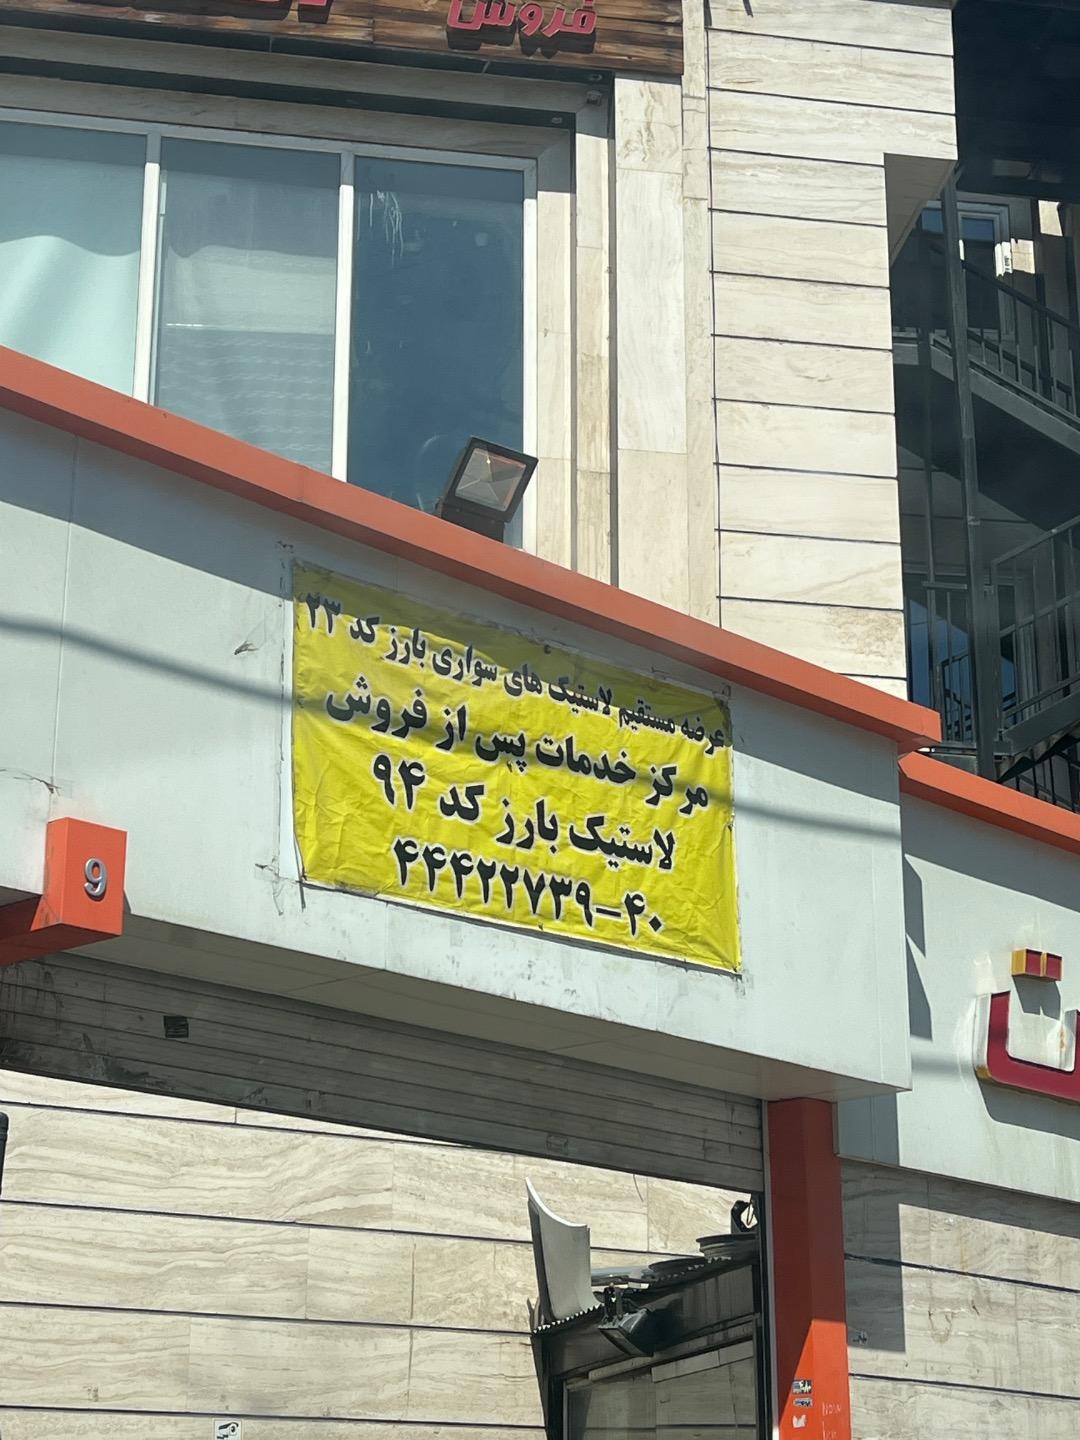 فروش
عرضه مستقیم لاستیک های سواری بارز کد ۲۳
مرکز خدمات پس از فروش
لاستیک بارز کد ۹۴
۴۴۴۲۲۷۳۹-۴۰
9